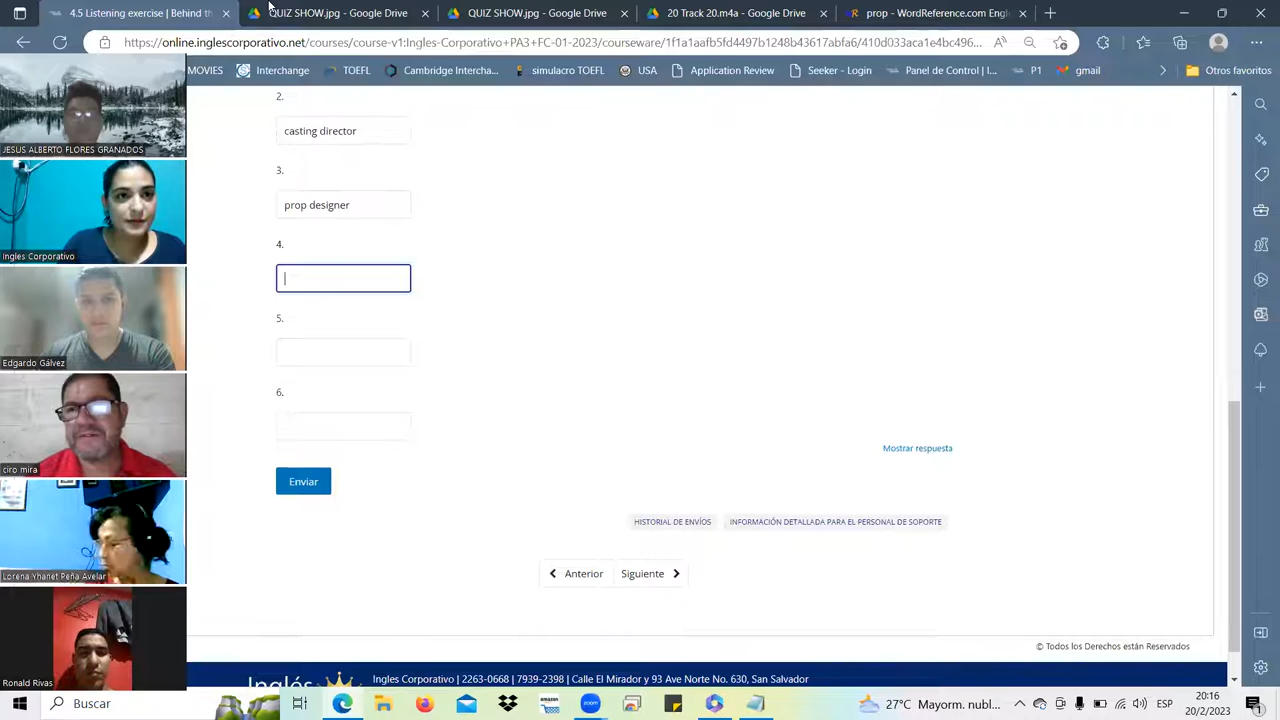 4.5 Listening exercise | Behind th
QUIZ SHOW.jpg - Google Drive
QUIZ SHOW.jpg - Google Drive
20 Track 20.m4a - Google Drive
prop - WordReference.com Engl
https://online.inglescorporativo.net/courses/course-v1:Ingles-Corporativo+PA3+FC-01-2023/courseware/1f1a1aafb5fd4497b1248b43617abfa6/410d033aca1e4bc496...
MOVIES
Interchange
TOEFL
Cambridge Intercha...
simulacro TOEFL
USA
Application Review
Seeker - Login
Panel de Control | I...
P1
gmail
Otros favoritos
JESUS ALBERTO FLORES GRANADOS
Ingles Corporativo
Edgardo Gálvez
ciro mira
Lorena Yhanet Peña Avelar
Ronald Rivas
2.
casting director
3.
prop designer
4.
5.
6.
Mostrar respuesta
Enviar
HISTORIAL DE ENVÍOS
INFORMACIÓN DETALLADA PARA EL PERSONAL DE SOPORTE
Anterior
Siguiente
© Todos los Derechos están Reservados
Inglés
Ingles Corporativo | 2263-0668 | 7939-2398 | Calle El Mirador y 93 Ave Norte No. 630, San Salvador
Buscar
amazon
zoom
27°C Mayorm. nubl...
ESP
20:16
20/2/2023